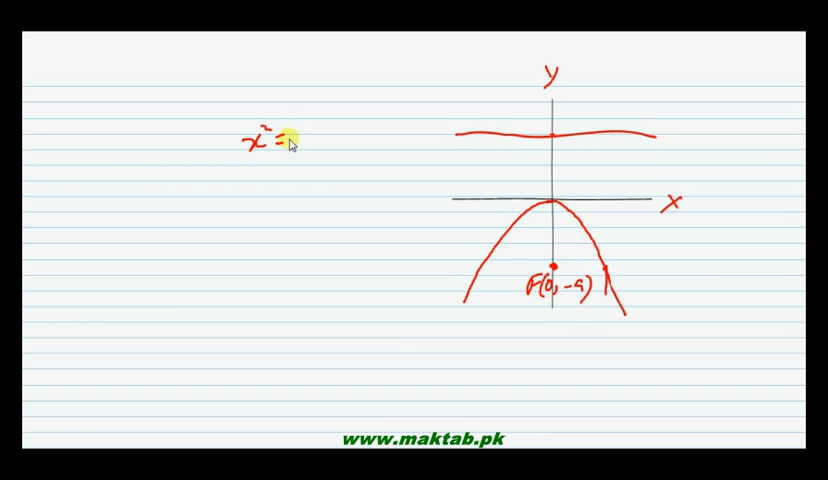 y
x² =
x
F(0, -a)
www.maktab.pk